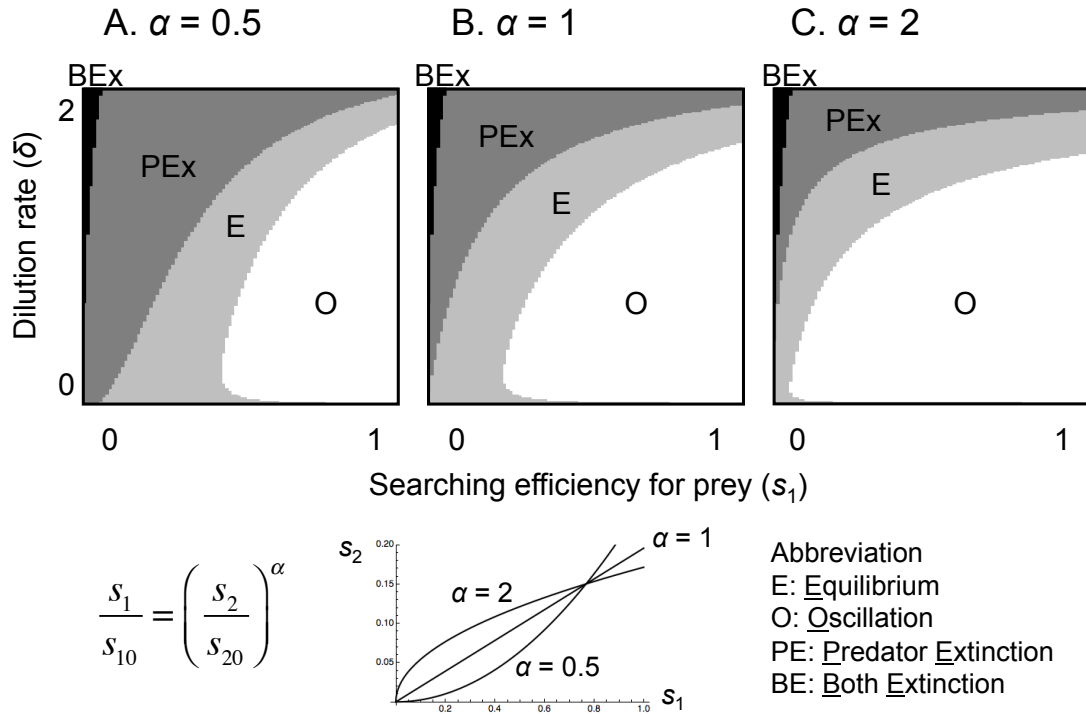 A. α = 0.5
B. α = 1
C. α = 2
BEx
BEx
BEx
2
PEx
E
O
PEx
E
O
PEx
E
O
0
Dilution rate (δ)
0
1
0
1
0
1
Searching efficiency for prey (s1)
s1/s10 = (s2/s20)^α
s2
0.20
0.15
0.10
0.05
α = 1
α = 2
α = 0.5
0.2 0.4 0.6 0.8 1.0
s1
Abbreviation
E: Equilibrium
O: Oscillation
PE: Predator Extinction
BE: Both Extinction